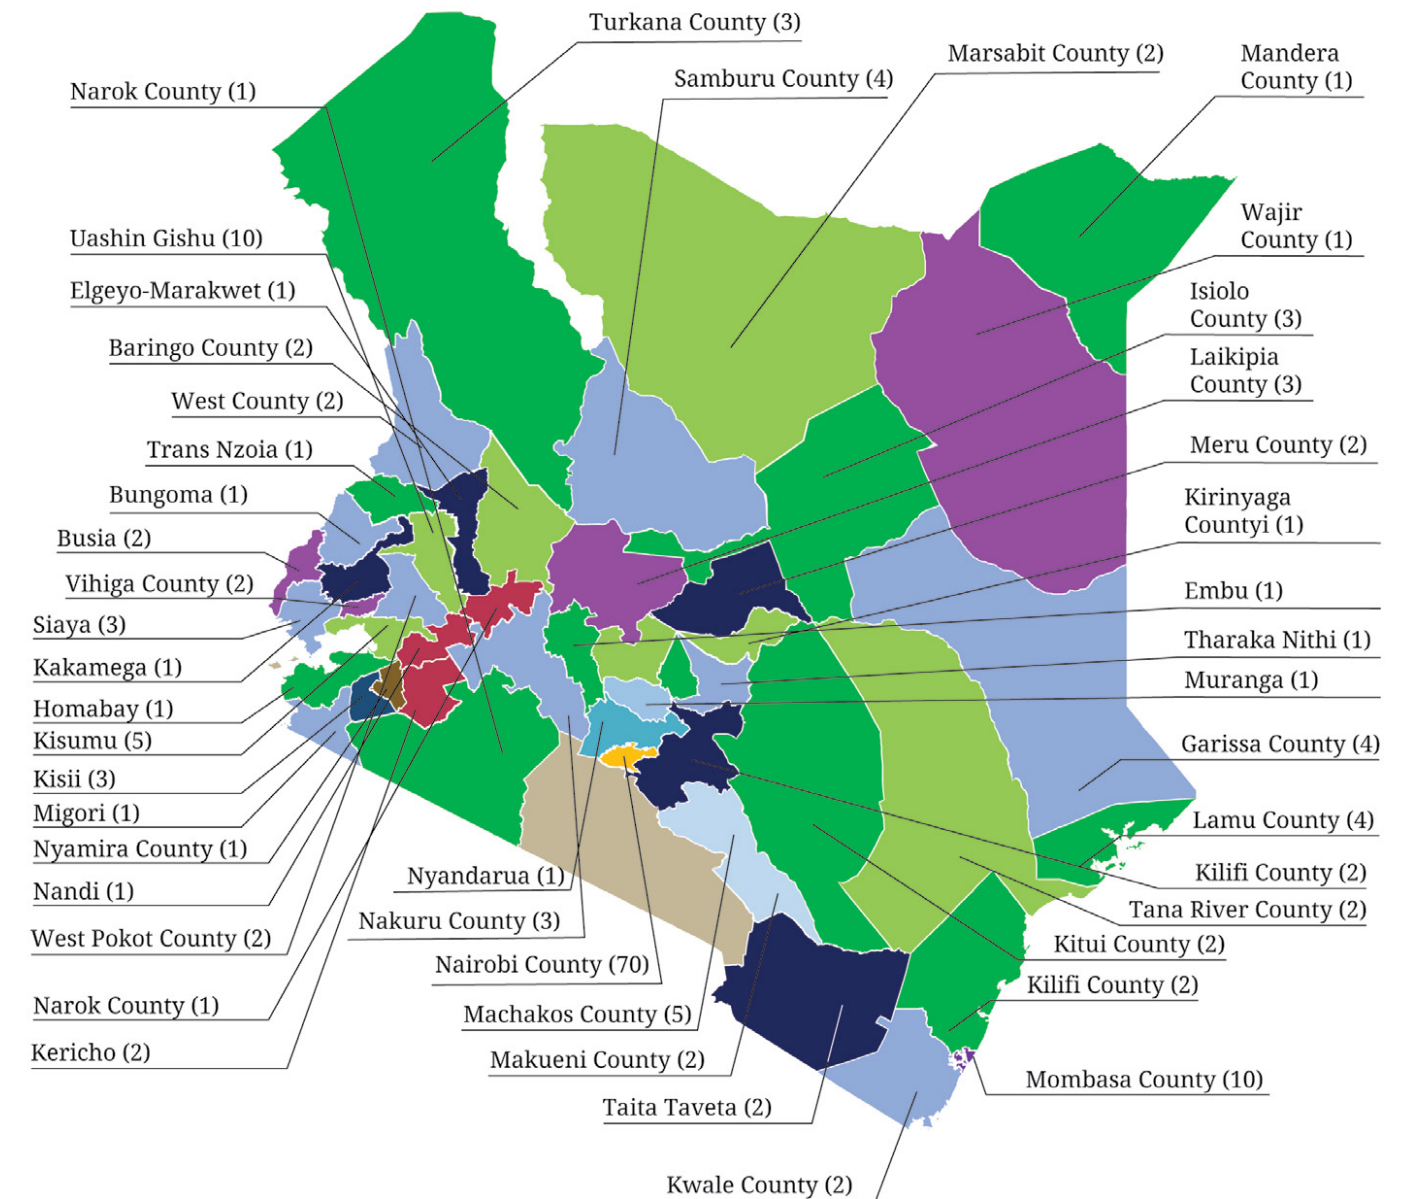 Turkana County (3)
Marsabit County (2)
Mandera
County (1)
Samburu County (4)
Narok County (1)
Wajir
County (1)
Uashin Gishu (10)
Elgeyo-Marakwet (1)
Isiolo
County (3)
Baringo County (2)
Laikipia
County (3)
West County (2)
Trans Nzoia (1)
Meru County (2)
Bungoma (1)
Kirinyaga
Countyi (1)
Busia (2)
Vihiga County (2)
Embu (1)
Siaya (3)
Tharaka Nithi (1)
Kakamega (1)
Muranga (1)
Homabay (1)
Kisumu (5)
Garissa County (4)
Kisii (3)
Migori (1)
Lamu County (4)
Nyamira County (1)
Kilifi County (2)
Nandi (1)
Nyandarua (1)
Tana River County (2)
Nakuru County (3)
West Pokot County (2)
Kitui County (2)
Nairobi County (70)
Kilifi County (2)
Narok County (1)
Machakos County (5)
Kericho (2)
Makueni County (2)
Mombasa County (10)
Taita Taveta (2)
Kwale County (2)